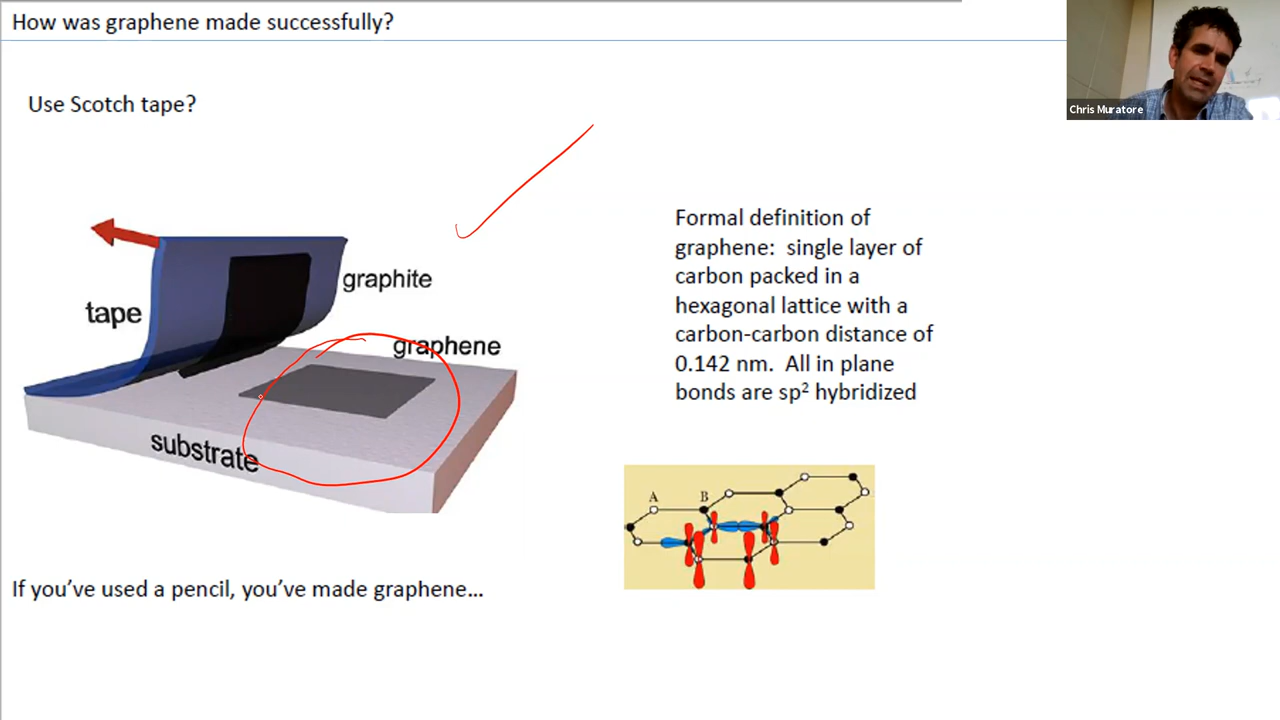 How was graphene made successfully?
Chris Muratore
Use Scotch tape?
graphite
tape
graphene
substrate
Formal definition of
graphene: single layer of
carbon packed in a
hexagonal lattice with a
carbon-carbon distance of
0.142 nm. All in plane
bonds are sp² hybridized
A B
If you've used a pencil, you've made graphene...